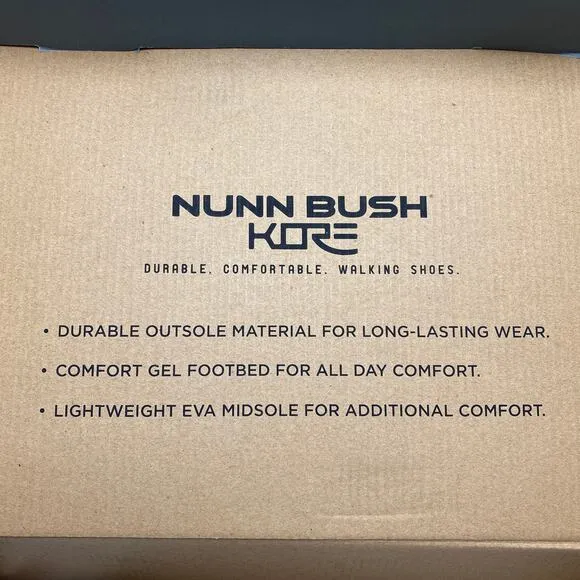 NUNN BUSH®
KORE
DURABLE. COMFORTABLE. WALKING SHOES.
• DURABLE OUTSOLE MATERIAL FOR LONG-LASTING WEAR.
• COMFORT GEL FOOTBED FOR ALL DAY COMFORT.
• LIGHTWEIGHT EVA MIDSOLE FOR ADDITIONAL COMFORT.